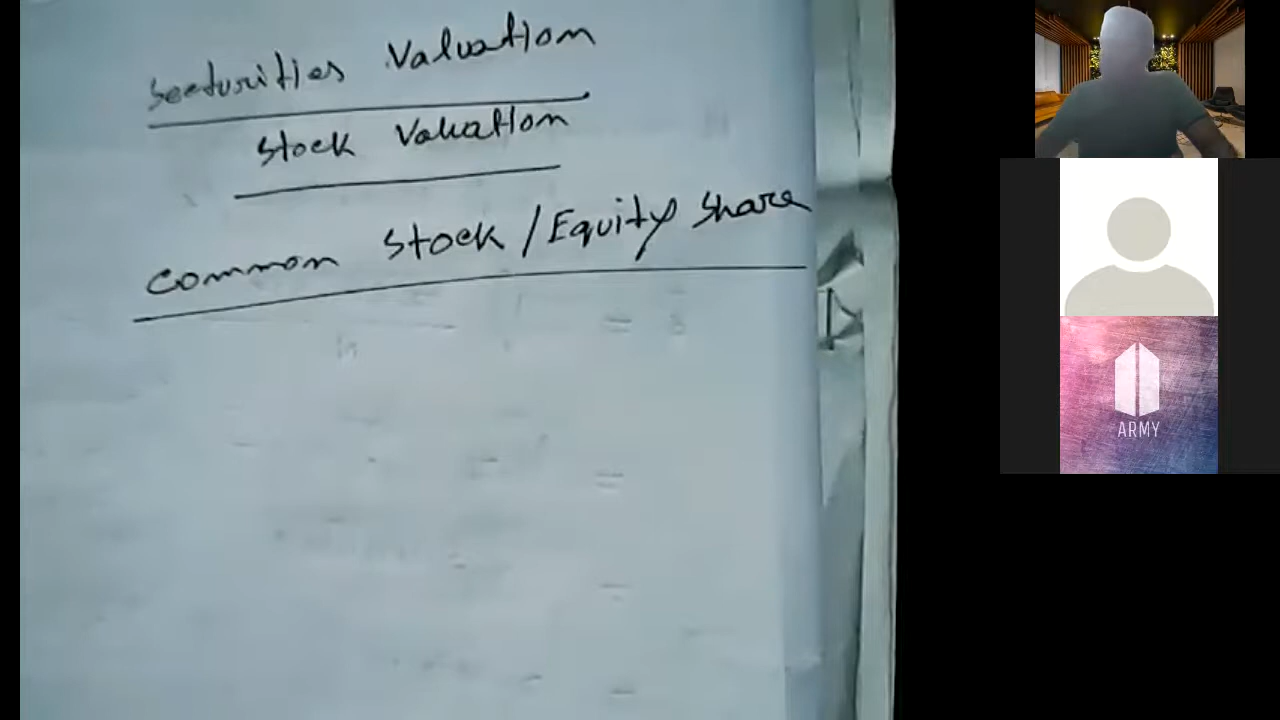 Securities Valuation
Stock Valuation
Common Stock / Equity Share
ARMY